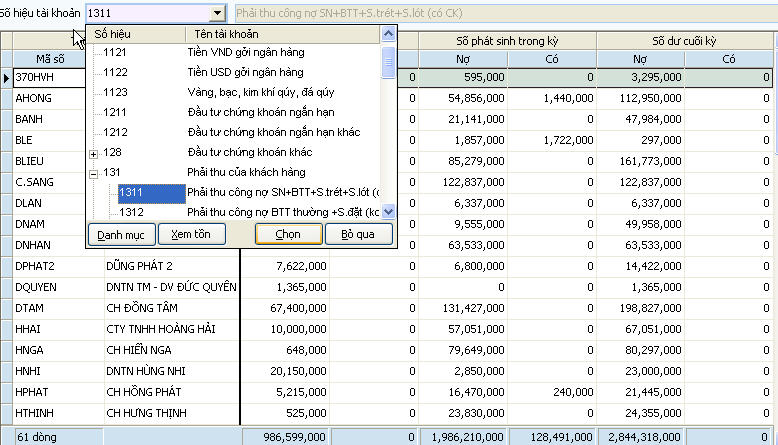 Số hiệu tài khoản 1311 Phải thu công nợ SN+BTT+S.trét+S.lót (có CK)
Số hiệu Tên tài khoản
Số phát sinh trong kỳ Số dư cuối kỳ
Mã số Nợ Có Nợ Có
1121 Tiền VND gởi ngân hàng
1122 Tiền USD gởi ngân hàng
1123 Vàng, bạc, kim khí qúy, đá qúy
1211 Đầu tư chứng khoán ngắn hạn
1212 Đầu tư chứng khoán ngắn hạn khác
128 Đầu tư chứng khoán khác
131 Phải thu của khách hàng
1311 Phải thu công nợ SN+BTT+S.trét+S.lót (c
1312 Phải thu công nợ BTT thường +S.đặt (k
Danh mục Xem tồn Chọn Bỏ qua
370HVH 0 595,000 0 3,295,000 0
AHONG 0 54,856,000 1,440,000 112,950,000 0
BANH 0 21,141,000 0 47,984,000 0
BLE 0 1,857,000 1,722,000 297,000 0
BLIEU 0 85,279,000 0 161,773,000 0
C.SANG 0 122,837,000 0 122,837,000 0
DLAN 0 6,337,000 0 6,337,000 0
DNAM 0 9,555,000 0 49,958,000 0
DNHAN 0 63,533,000 0 63,533,000 0
DPHAT2 DŨNG PHÁT 2 7,622,000 0 6,800,000 0 14,422,000 0
DQUYEN DNTN TM - DV ĐỨC QUYÊN 1,365,000 0 0 0 1,365,000 0
DTAM CH ĐỒNG TÂM 67,400,000 0 131,427,000 0 198,827,000 0
HHAI CTY TNHH HOÀNG HẢI 10,000,000 0 57,051,000 0 67,051,000 0
HNGA CH HIỂN NGA 648,000 0 79,649,000 0 80,297,000 0
HNHI DNTN HÙNG NHI 20,150,000 0 2,850,000 0 23,000,000 0
HPHAT CH HỒNG PHÁT 5,215,000 0 16,470,000 240,000 21,445,000 0
HTHINH CH HƯNG THỊNH 525,000 0 23,830,000 0 24,355,000 0
61 dòng 986,599,000 0 1,986,210,000 128,491,000 2,844,318,000 0